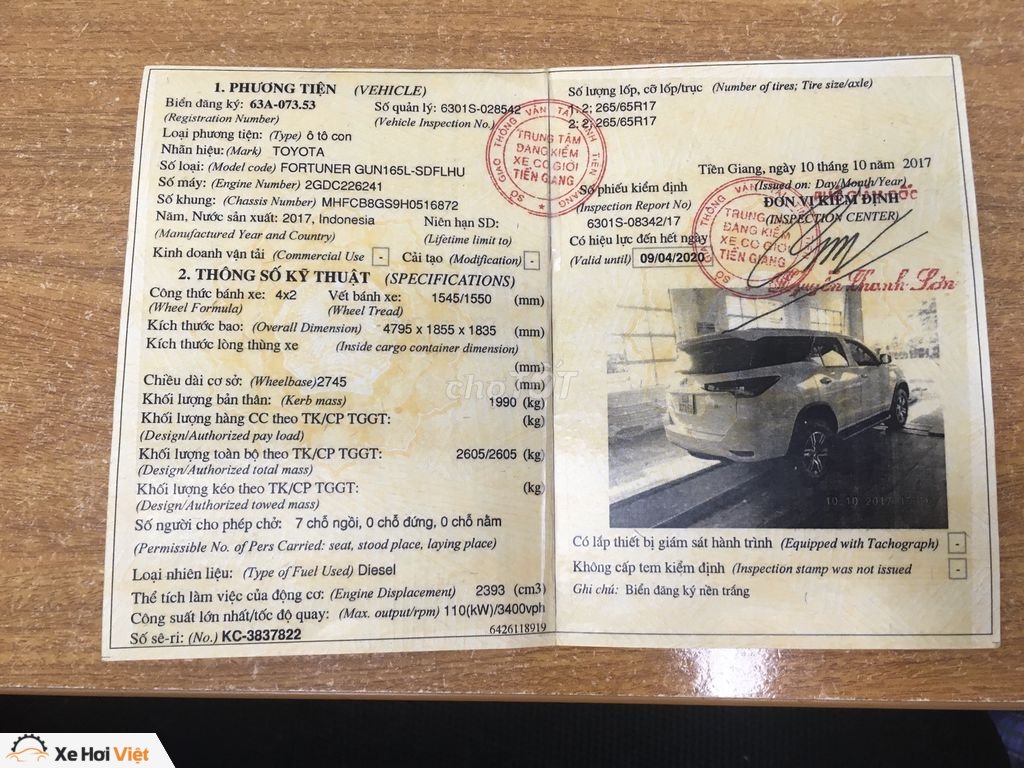 1. PHƯƠNG TIỆN (VEHICLE)
Biển đăng ký: 63A-073.53 Số quản lý: 6301S-028542
(Registration Number) (Vehicle Inspection No.)
Loại phương tiện: (Type) ô tô con
Nhãn hiệu: (Mark) TOYOTA
Số loại: (Model code) FORTUNER GUN165L-SDFLHU
Số máy: (Engine Number) 2GDC226241
Số khung: (Chassis Number) MHFCB8GS9H0516872
Năm, Nước sản xuất: 2017, Indonesia Niên hạn SD:
(Manufactured Year and Country) (Lifetime limit to)
Kinh doanh vận tải (Commercial Use) - Cải tạo (Modification) -
2. THÔNG SỐ KỸ THUẬT (SPECIFICATIONS)
Công thức bánh xe: 4x2 Vết bánh xe: 1545/1550 (mm)
(Wheel Formula) (Wheel Tread)
Kích thước bao: (Overall Dimension) 4795 x 1855 x 1835 (mm)
Kích thước lòng thùng xe (Inside cargo container dimension)
(mm)
Chiều dài cơ sở: (Wheelbase) 2745 (mm)
Khối lượng bản thân: (Kerb mass) 1990 (kg)
Khối lượng hàng CC theo TK/CP TGGT: (kg)
(Design/Authorized pay load)
Khối lượng toàn bộ theo TK/CP TGGT: 2605/2605 (kg)
(Design/Authorized total mass)
Khối lượng kéo theo TK/CP TGGT: (kg)
(Design/Authorized towed mass)
Số người cho phép chở: 7 chỗ ngồi, 0 chỗ đứng, 0 chỗ nằm
(Permissible No. of Pers Carried: seat, stood place, laying place)
Loại nhiên liệu: (Type of Fuel Used) Diesel
Thể tích làm việc của động cơ: (Engine Displacement) 2393 (cm3)
Công suất lớn nhất/tốc độ quay: (Max. output/rpm) 110(kW)/3400vph
Số sê-ri: (No.) KC-3837822 6426118919
Số lượng lốp, cỡ lốp/trục (Number of tires; Tire size/axle)
1: 2; 265/65R17
2: 2; 265/65R17
TRUNG TÂM
ĐĂNG KIỂM
XE CƠ GIỚI
TIỀN GIANG
Tiền Giang, ngày 10 tháng 10 năm 2017
(Issued on: Day/Month/Year)
ĐƠN VỊ KIỂM ĐỊNH
(INSPECTION CENTER)
Số phiếu kiểm định
(Inspection Report No)
6301S-08342/17
Có hiệu lực đến hết ngày
(Valid until) 09/04/2020
ĐĂNG KIỂM
XE CƠ GIỚI
TIỀN GIANG
Nguyễn Thanh Sơn
chợTỐT
Có lắp thiết bị giám sát hành trình (Equipped with Tachograph) -
Không cấp tem kiểm định (Inspection stamp was not issued -
Ghi chú: Biển đăng ký nền trắng
Xe Hơi Việt